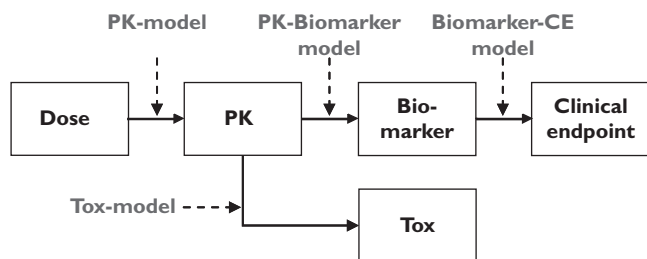 PK-model
PK-Biomarker
model
Biomarker-CE
model
Dose
PK
Bio-
marker
Clinical
endpoint
Tox-model
Tox